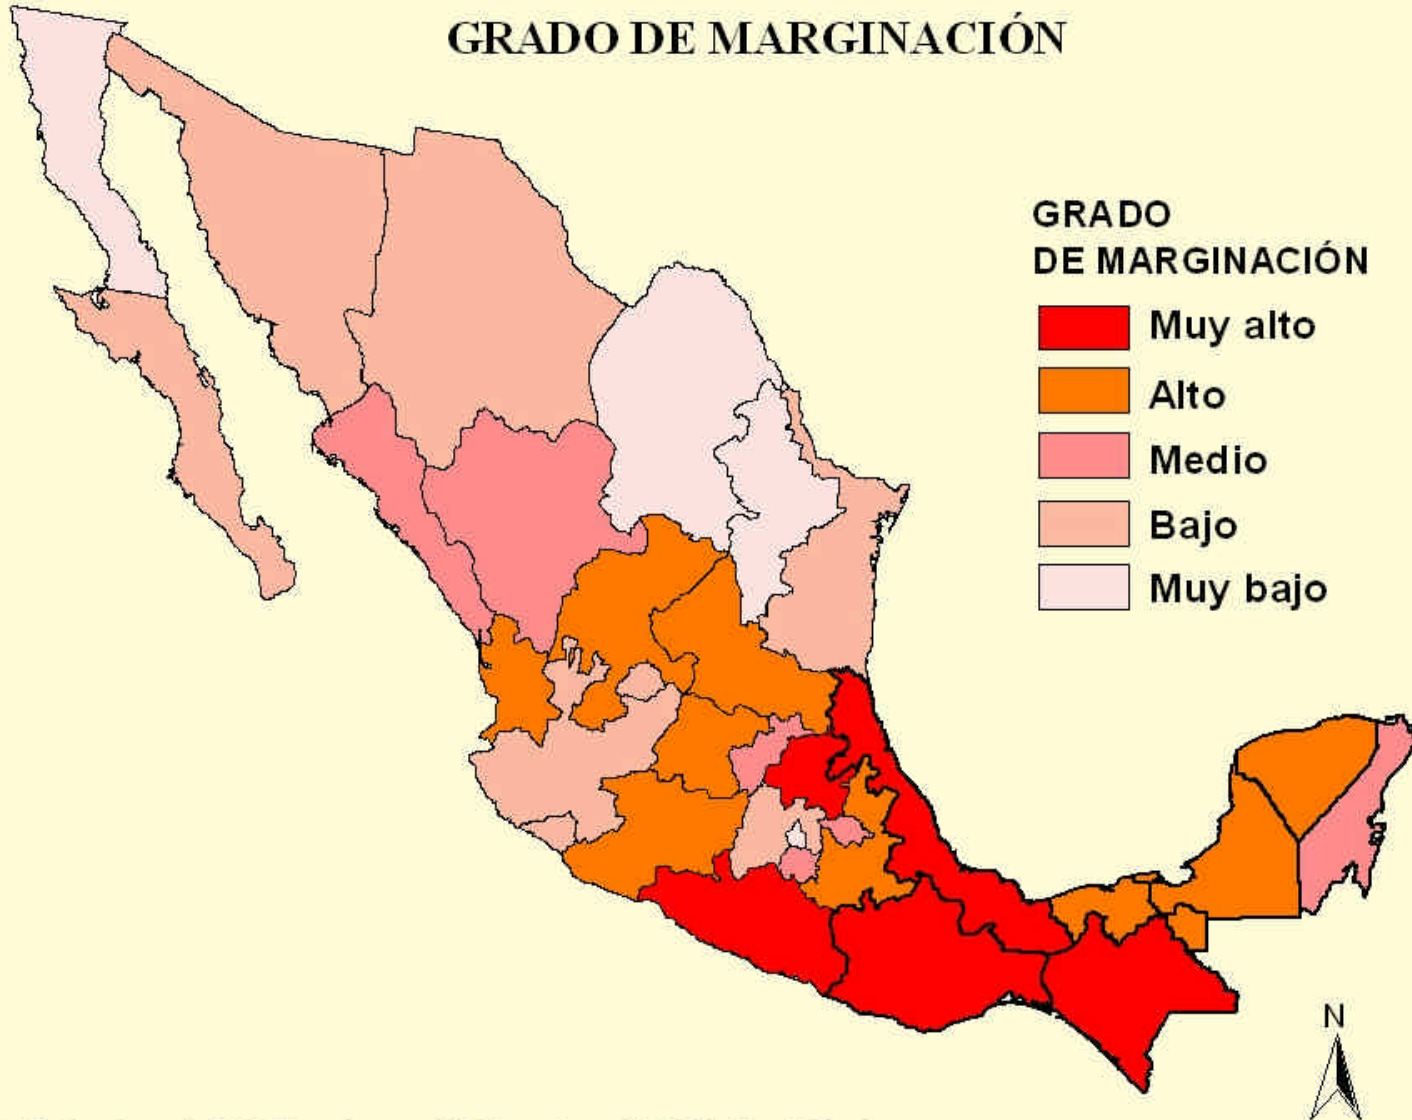 GRADO DE MARGINACIÓN
GRADO
DE MARGINACIÓN
Muy alto
Alto
Medio
Bajo
Muy bajo
N